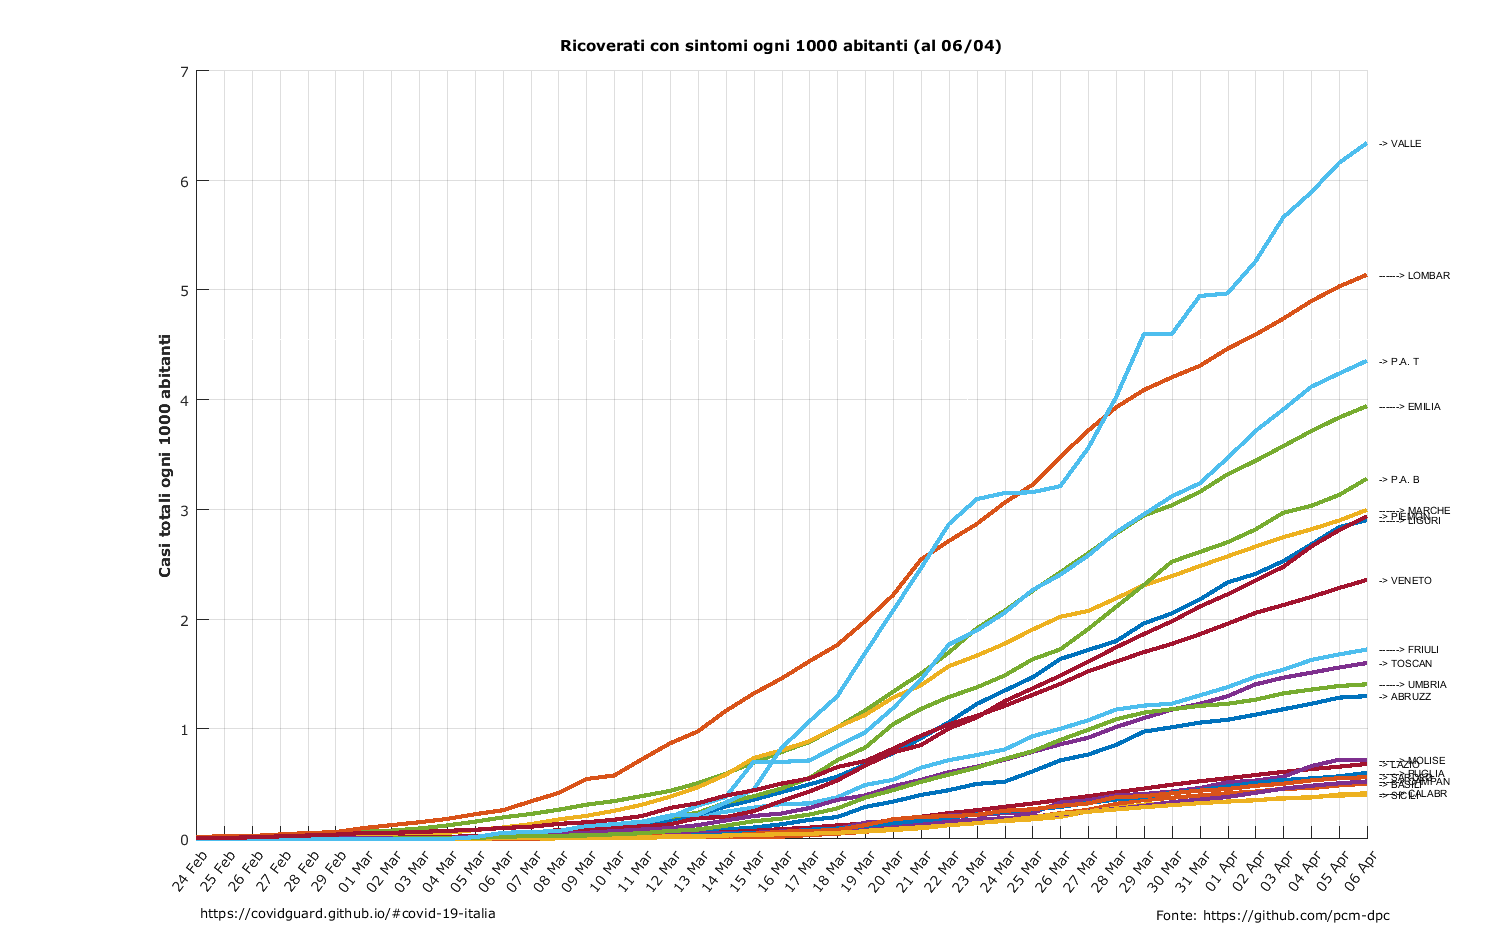 Ricoverati con sintomi ogni 1000 abitanti (al 06/04)
Casi totali ogni 1000 abitanti
7
6
5
4
3
2
1
0
-> VALLE
------> LOMBAR
-> P.A. T
------> EMILIA
-> P.A. B
------> MARCHE
-> PIEMON
------> LIGURI
-> VENETO
------> FRIULI
-> TOSCAN
------> UMBRIA
-> ABRUZZ
------> MOLISE
-> LAZIO
------> PUGLIA
-> SARDEG
------> CAMPAN
-> BASILI
------> CALABR
-> SICILI
24 Feb
25 Feb
26 Feb
27 Feb
28 Feb
29 Feb
01 Mar
02 Mar
03 Mar
04 Mar
05 Mar
06 Mar
07 Mar
08 Mar
09 Mar
10 Mar
11 Mar
12 Mar
13 Mar
14 Mar
15 Mar
16 Mar
17 Mar
18 Mar
19 Mar
20 Mar
21 Mar
22 Mar
23 Mar
24 Mar
25 Mar
26 Mar
27 Mar
28 Mar
29 Mar
30 Mar
31 Mar
01 Apr
02 Apr
03 Apr
04 Apr
05 Apr
06 Apr
https://covidguard.github.io/#covid-19-italia
Fonte: https://github.com/pcm-dpc